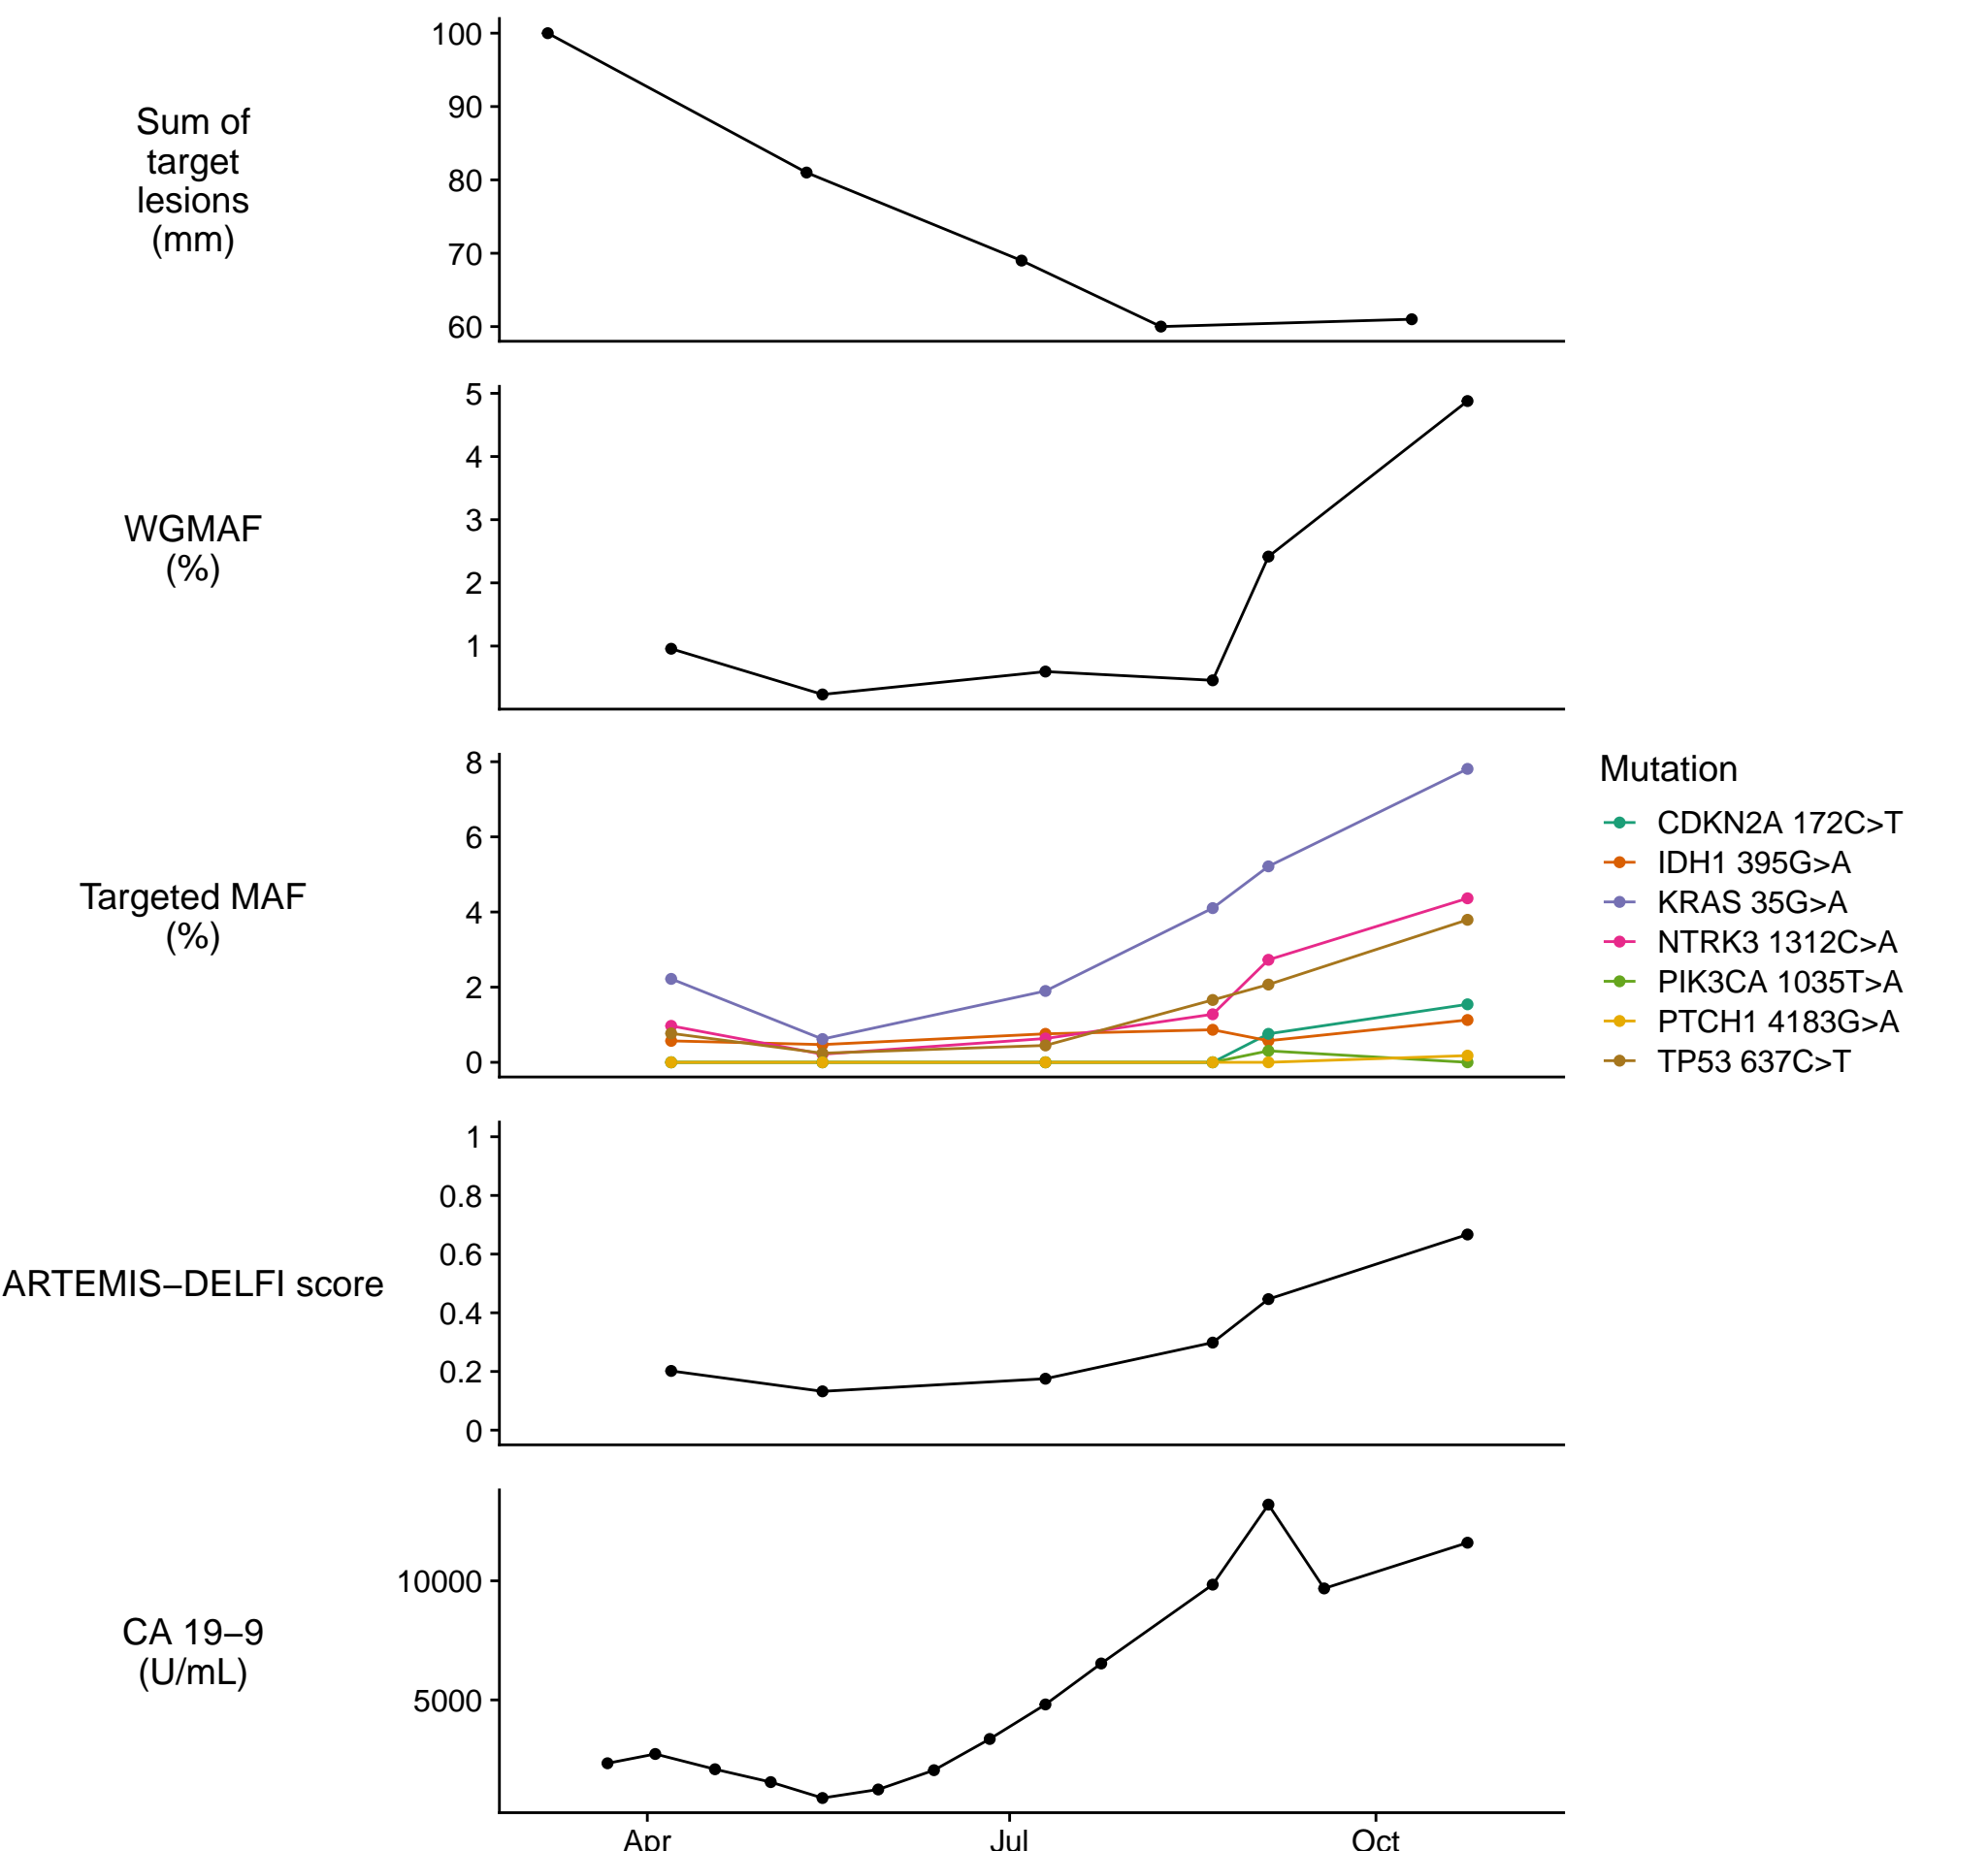 Sum of
target
lesions
(mm)
100
90
80
70
60
WGMAF
(%)
5
4
3
2
1
Targeted MAF
(%)
8
6
4
2
0
Mutation
CDKN2A 172C>T
IDH1 395G>A
KRAS 35G>A
NTRK3 1312C>A
PIK3CA 1035T>A
PTCH1 4183G>A
TP53 637C>T
ARTEMIS–DELFI score
1
0.8
0.6
0.4
0.2
0
CA 19–9
(U/mL)
10000
5000
Apr
Jul
Oct